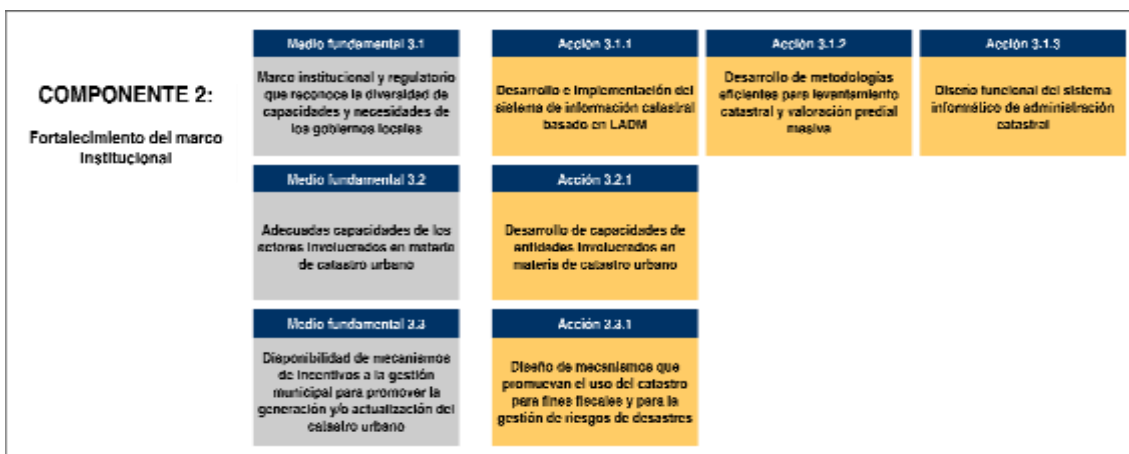 COMPONENTE 2:
Fortalecimiento del marco
institucional
Medio fundamental 3.1
Marco institucional y regulatorio
que reconoce la diversidad de
capacidades y necesidades de
los gobiernos locales
Acción 3.1.1
Desarrollo e implementación del
sistema de información catastral
basado en LADM
Acción 3.1.2
Desarrollo de metodologías
eficientes para levantamiento
catastral y valoración predial
masiva
Acción 3.1.3
Diseño funcional del sistema
informático de administración
catastral
Medio fundamental 3.2
Adecuadas capacidades de los
actores involucrados en materia
de catastro urbano
Acción 3.2.1
Desarrollo de capacidades de
entidades involucrados en
materia de catastro urbano
Medio fundamental 3.3
Disponibilidad de mecanismos
de incentivos a la gestión
municipal para promover la
generación y/o actualización del
catastro urbano
Acción 3.3.1
Diseño de mecanismos que
promuevan el uso del catastro
para fines fiscales y para la
gestión de riesgos de desastres